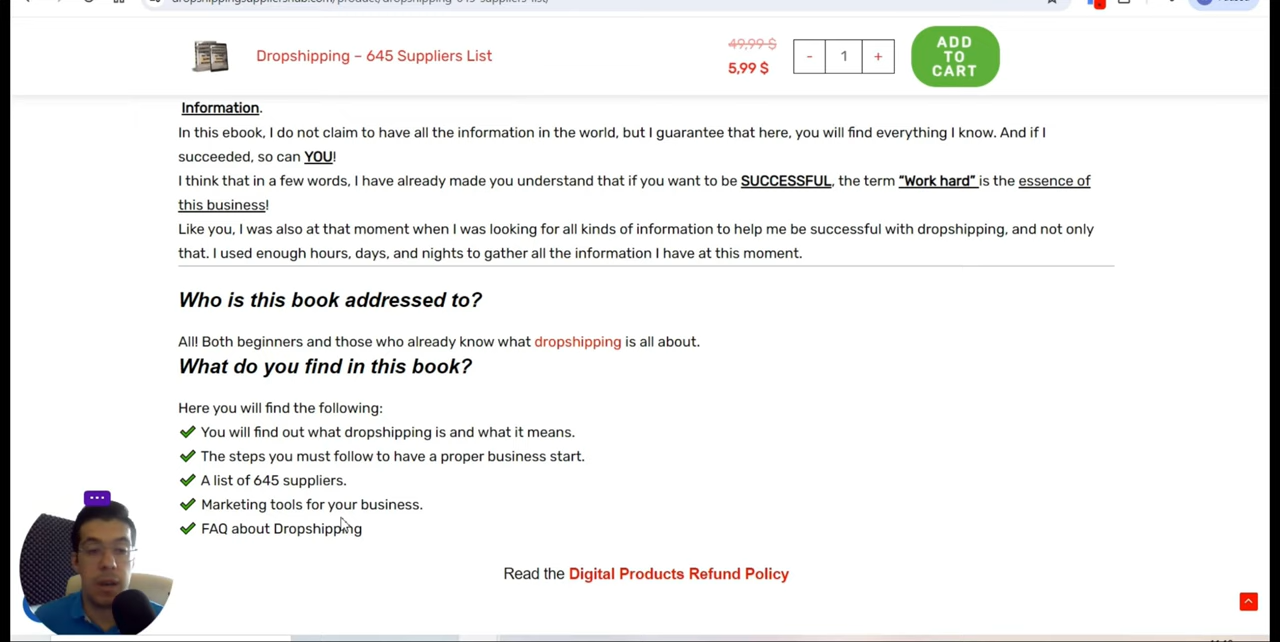 Dropshipping – 645 Suppliers List
49,99 $
5,99 $
- 1 +
ADD
TO
CART
Information.
In this ebook, I do not claim to have all the information in the world, but I guarantee that here, you will find everything I know. And if I
succeeded, so can YOU!
I think that in a few words, I have already made you understand that if you want to be SUCCESSFUL, the term “Work hard” is the essence of
this business!
Like you, I was also at that moment when I was looking for all kinds of information to help me be successful with dropshipping, and not only
that. I used enough hours, days, and nights to gather all the information I have at this moment.
Who is this book addressed to?
All! Both beginners and those who already know what dropshipping is all about.
What do you find in this book?
Here you will find the following:
You will find out what dropshipping is and what it means.
The steps you must follow to have a proper business start.
A list of 645 suppliers.
Marketing tools for your business.
FAQ about Dropshipping
Read the Digital Products Refund Policy